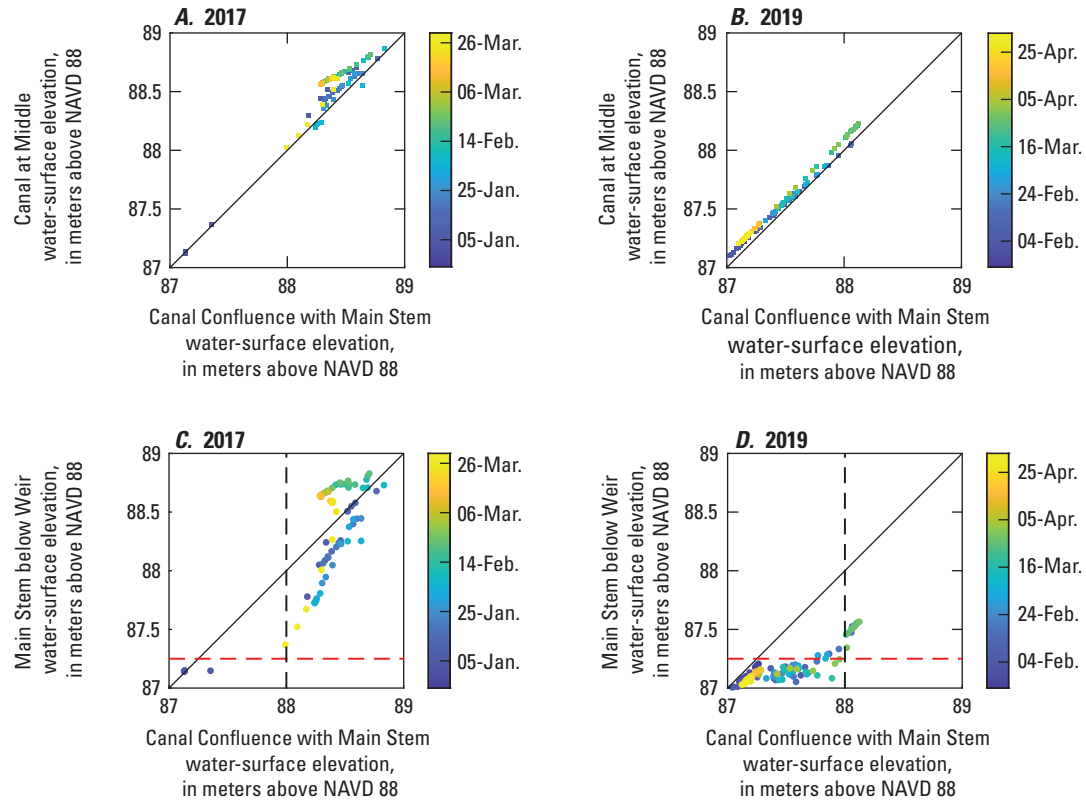 A. 2017
Canal at Middle
water-surface elevation,
in meters above NAVD 88
89
88.5
88
87.5
87
87
88
89
Canal Confluence with Main Stem
water-surface elevation,
in meters above NAVD 88
26-Mar.
06-Mar.
14-Feb.
25-Jan.
05-Jan.
B. 2019
Canal at Middle
water-surface elevation,
in meters above NAVD 88
89
88.5
88
87.5
87
87
88
89
Canal Confluence with Main Stem
water-surface elevation,
in meters above NAVD 88
25-Apr.
05-Apr.
16-Mar.
24-Feb.
04-Feb.
C. 2017
Main Stem below Weir
water-surface elevation,
in meters above NAVD 88
89
88.5
88
87.5
87
87
88
89
Canal Confluence with Main Stem
water-surface elevation,
in meters above NAVD 88
26-Mar.
06-Mar.
14-Feb.
25-Jan.
05-Jan.
D. 2019
Main Stem below Weir
water-surface elevation,
in meters above NAVD 88
89
88.5
88
87.5
87
87
88
89
Canal Confluence with Main Stem
water-surface elevation,
in meters above NAVD 88
25-Apr.
05-Apr.
16-Mar.
24-Feb.
04-Feb.